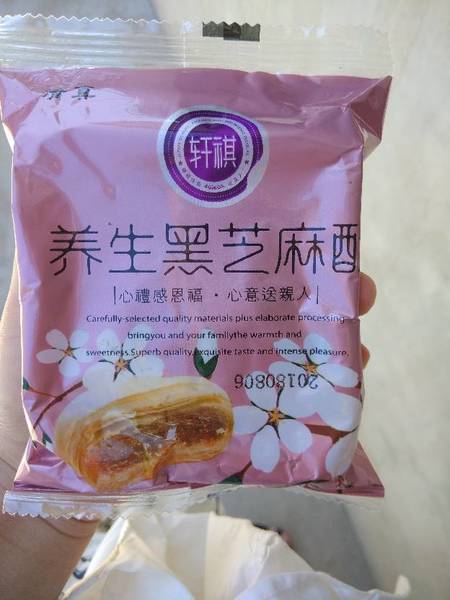 轩祺
养生黑芝麻酥
心禮感恩福·心意送親人
Carefully-selected quality materials plus elaborate processing
bringyou and your familythe warmth and
sweetness.Superb quality,exquisite taste and intense pleasure.
20180806